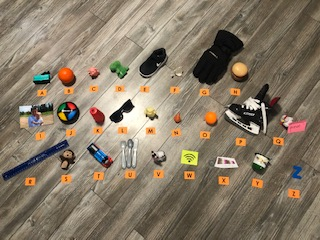 A B C D E F G H
I J K L M N O P Q
R S T U V W X Y Z